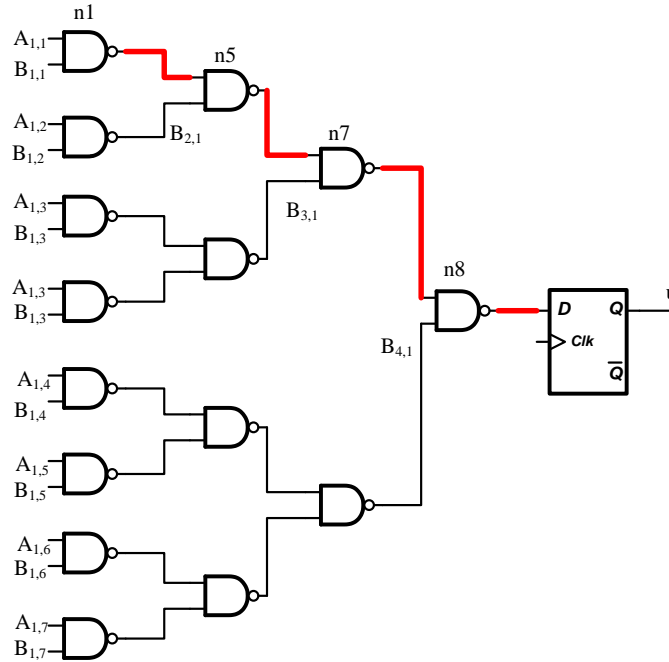 n1
A1,1
B1,1
n5
A1,2
B1,2
B2,1
n7
A1,3
B1,3
B3,1
A1,3
B1,3
n8
D Q
Clk
Q
B4,1
A1,4
B1,4
A1,5
B1,5
A1,6
B1,6
A1,7
B1,7